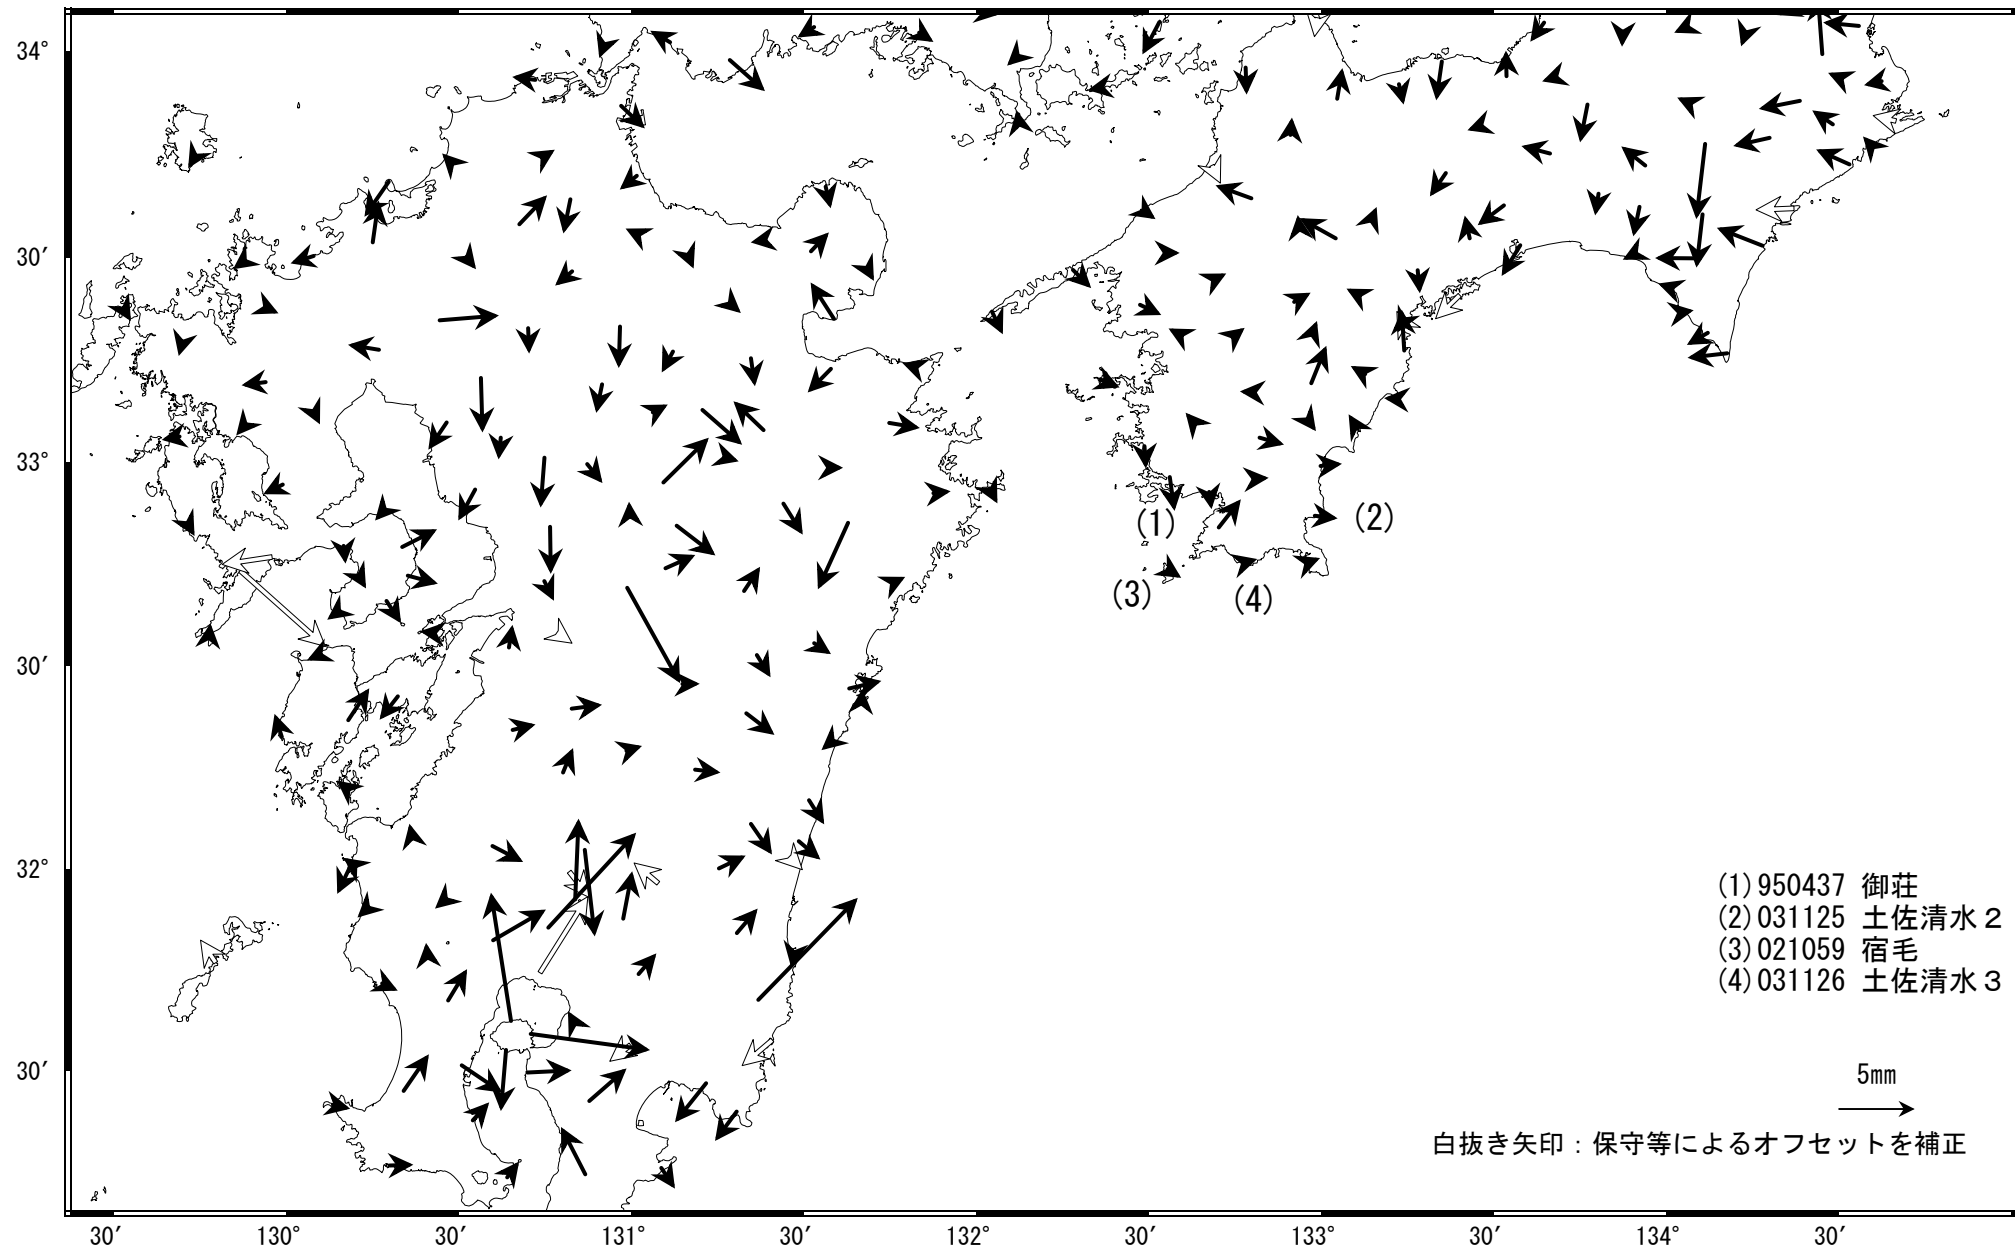 34°
30′
33°
30′
32°
30′
(1)
(2)
(3)
(4)
(1)950437 御荘
(2)031125 土佐清水２
(3)021059 宿毛
(4)031126 土佐清水３
5mm
白抜き矢印：保守等によるオフセットを補正
30′ 130° 30′ 131° 30′ 132° 30′ 133° 30′ 134° 30′